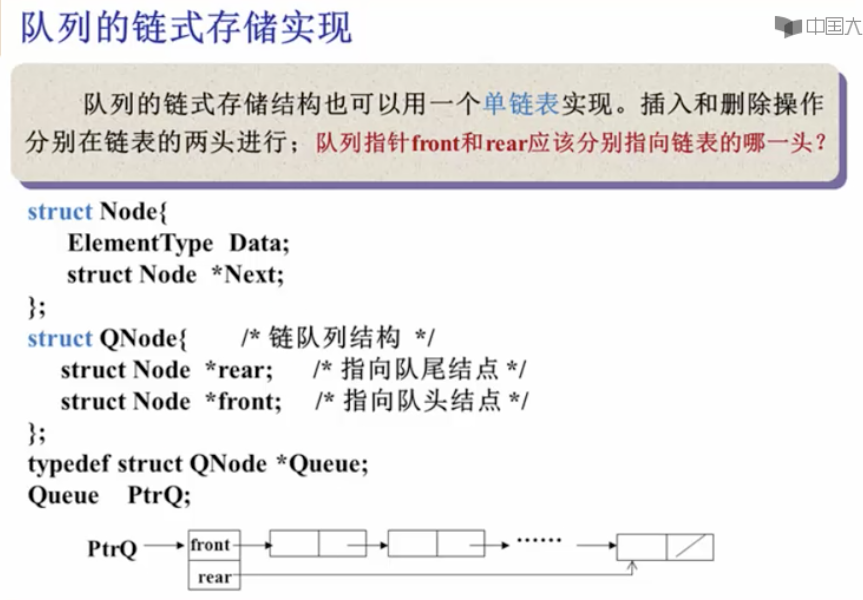 队列的链式存储实现
中国大
队列的链式存储结构也可以用一个单链表实现。插入和删除操作
分别在链表的两头进行；队列指针front和rear应该分别指向链表的哪一头？
struct Node{
ElementType Data;
struct Node *Next;
};
struct QNode{ /* 链队列结构 */
struct Node *rear; /* 指向队尾结点 */
struct Node *front; /* 指向队头结点 */
};
typedef struct QNode *Queue;
Queue PtrQ;
PtrQ front ......
rear